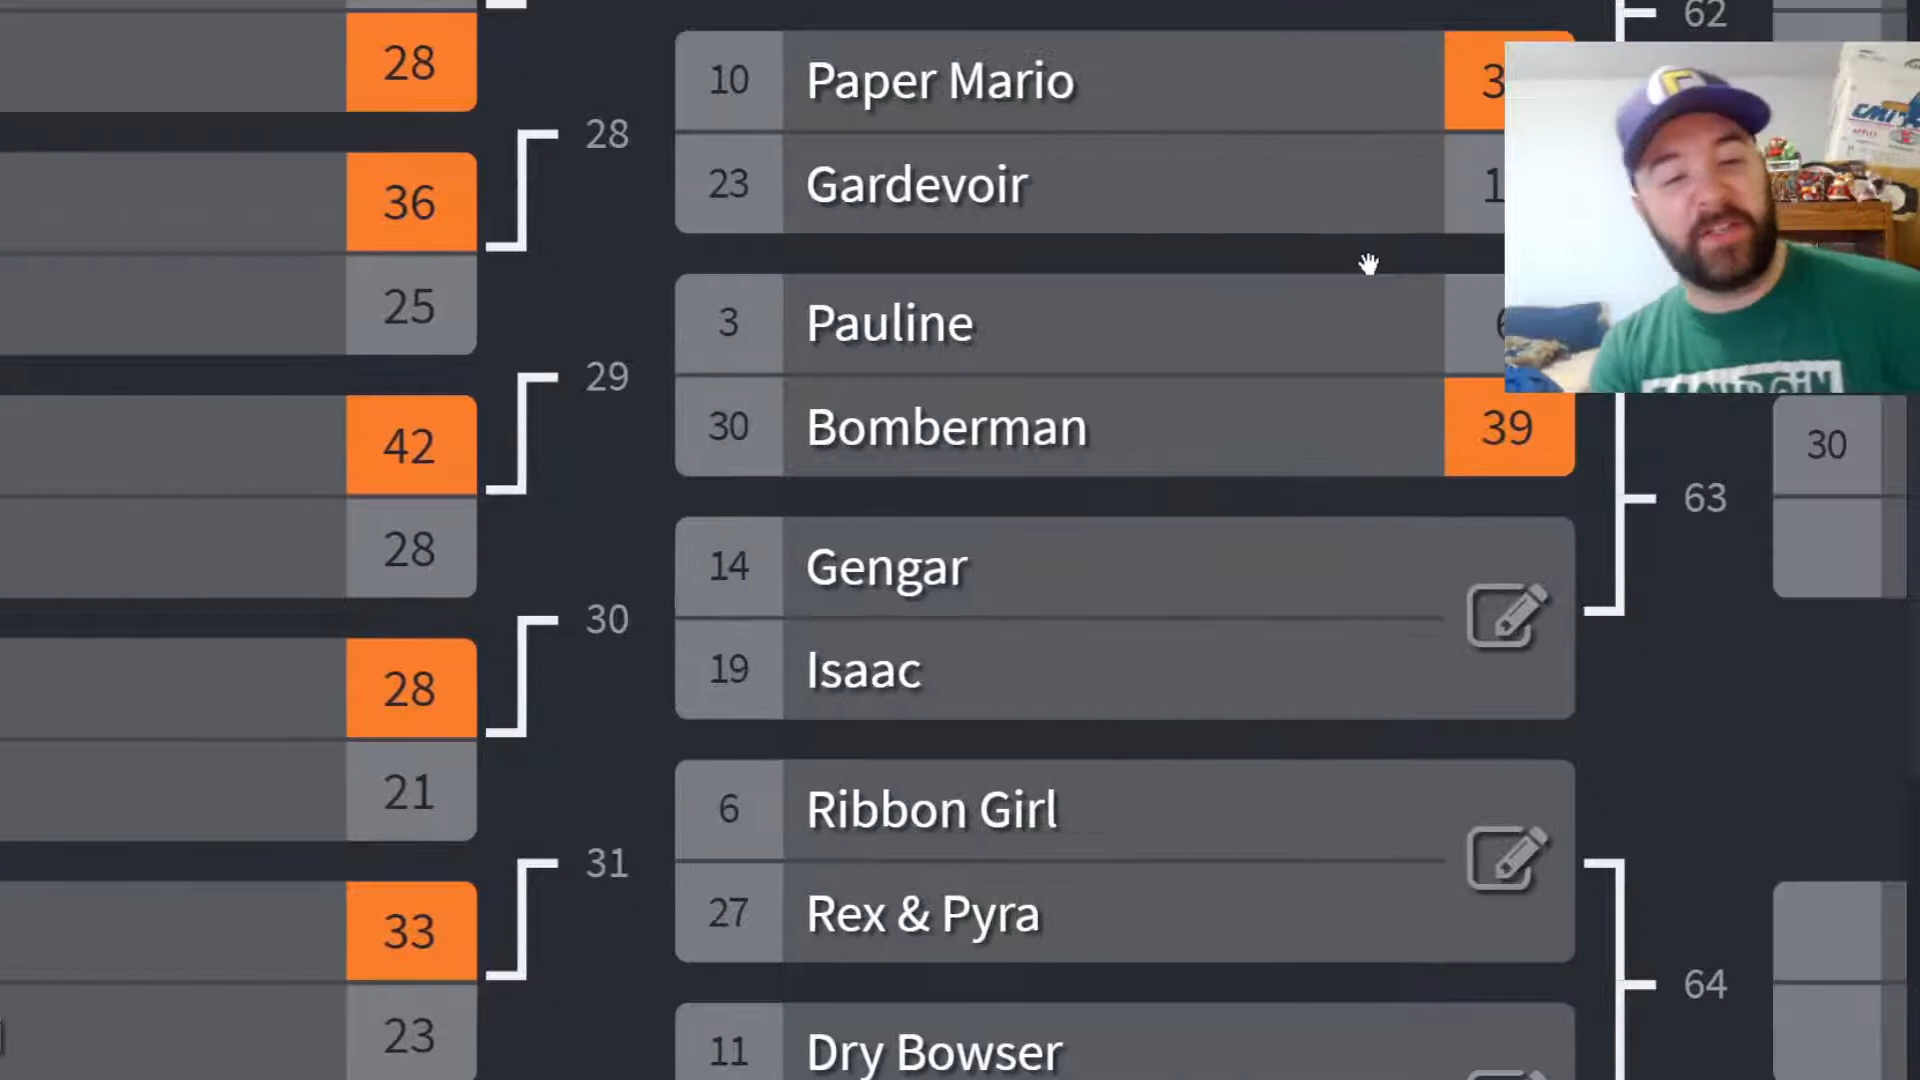 28
36
25
42
28
28
21
33
23
28
29
30
31
10 Paper Mario
23 Gardevoir
3 Pauline
30 Bomberman 39
14 Gengar
19 Isaac
6 Ribbon Girl
27 Rex & Pyra
11 Dry Bowser
62
63
64
30